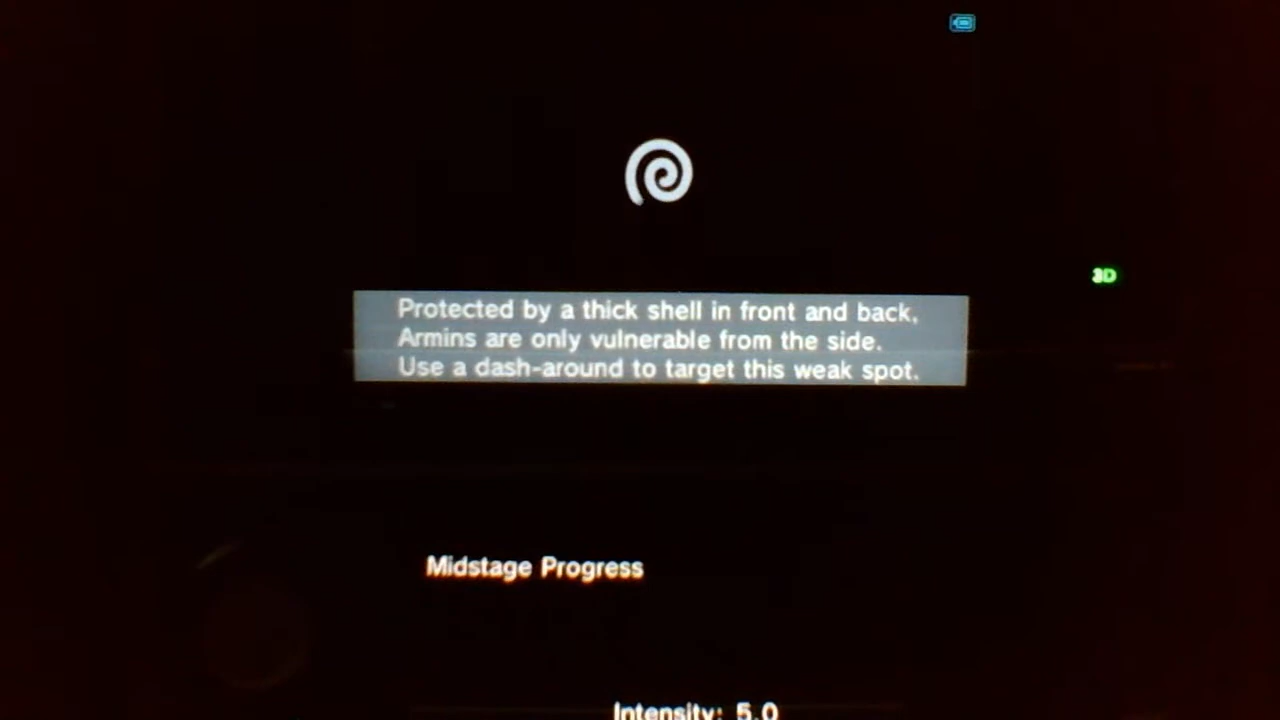 3D
Protected by a thick shell in front and back,
Armins are only vulnerable from the side.
Use a dash-around to target this weak spot.
Midstage Progress
Intensity: 5.0